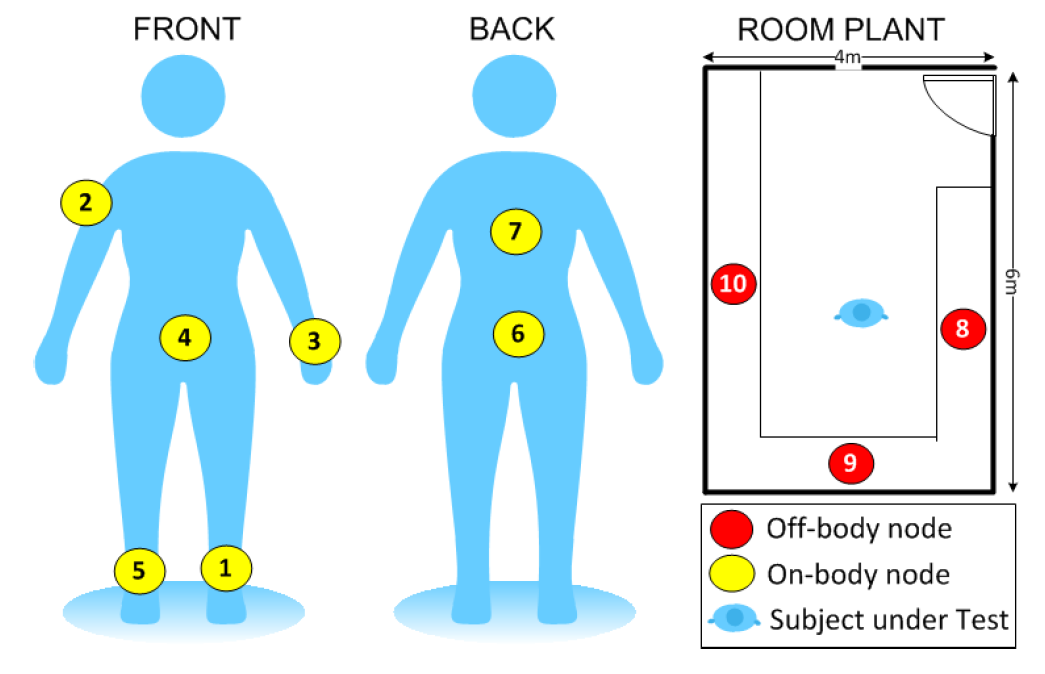 FRONT
BACK
ROOM PLANT
4m
2
7
10
6m
4
3
6
8
9
5
1
Off-body node
On-body node
Subject under Test